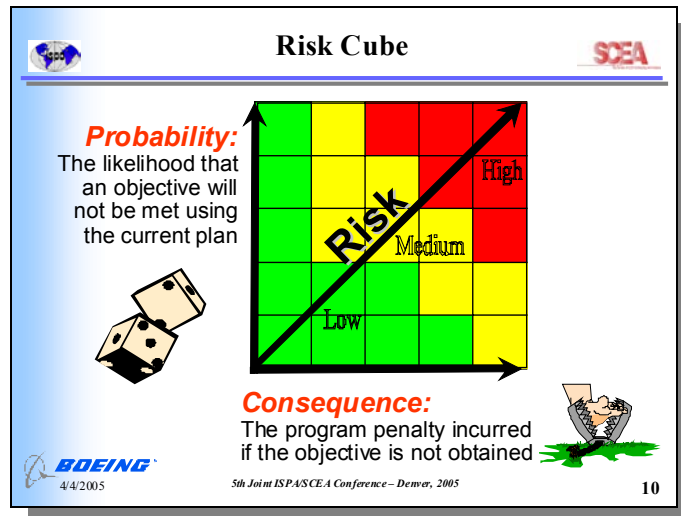 Risk Cube
SCEA
Probability:
The likelihood that
an objective will
not be met using
the current plan
High
Risk
Medium
Low
Consequence:
The program penalty incurred
if the objective is not obtained
BOEING
4/4/2005
5th Joint ISPA/SCEA Conference – Denver, 2005
10